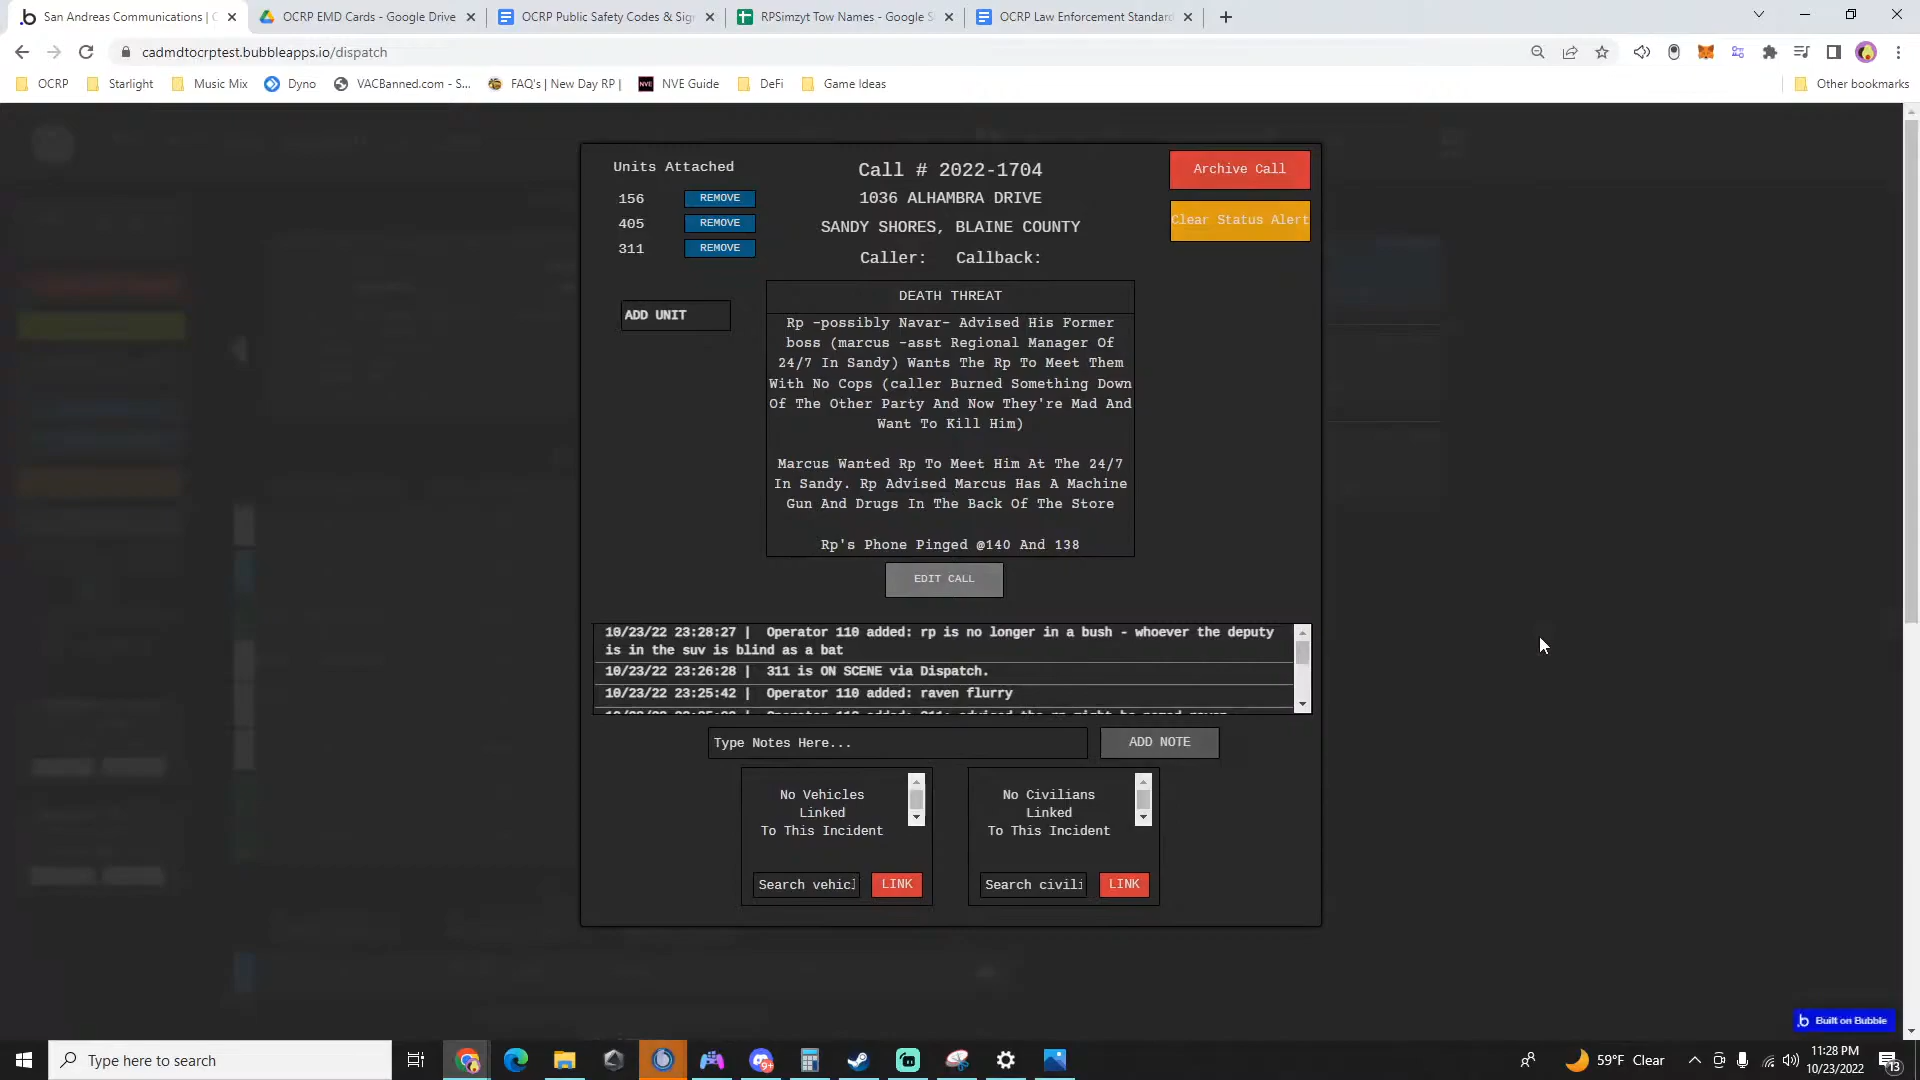 San Andreas Communications | C
OCRP EMD Cards - Google Drive
OCRP Public Safety Codes & Sig
RPSimzyt Tow Names - Google S
OCRP Law Enforcement Standard
cadmdtocrptest.bubbleapps.io/dispatch
OCRP
Starlight
Music Mix
Dyno
VACBanned.com - S...
FAQ's | New Day RP |
NVE Guide
DeFi
Game Ideas
Other bookmarks
Units Attached
156 REMOVE
405 REMOVE
311 REMOVE
ADD UNIT
Call # 2022-1704
1036 ALHAMBRA DRIVE
SANDY SHORES, BLAINE COUNTY
Caller: Callback:
Archive Call
Clear Status Alert
DEATH THREAT
Rp -possibly Navar- Advised His Former
boss (marcus -asst Regional Manager Of
24/7 In Sandy) Wants The Rp To Meet Them
With No Cops (caller Burned Something Down
Of The Other Party And Now They're Mad And
Want To Kill Him)
Marcus Wanted Rp To Meet Him At The 24/7
In Sandy. Rp Advised Marcus Has A Machine
Gun And Drugs In The Back Of The Store
Rp's Phone Pinged @140 And 138
EDIT CALL
10/23/22 23:28:27 | Operator 110 added: rp is no longer in a bush - whoever the deputy
is in the suv is blind as a bat
10/23/22 23:26:28 | 311 is ON SCENE via Dispatch.
10/23/22 23:25:42 | Operator 110 added: raven flurry
Type Notes Here...
ADD NOTE
No Vehicles
Linked
To This Incident
Search vehicl
LINK
No Civilians
Linked
To This Incident
Search civili
LINK
Built on Bubble
Type here to search
9+
59°F Clear
11:28 PM
10/23/2022
13